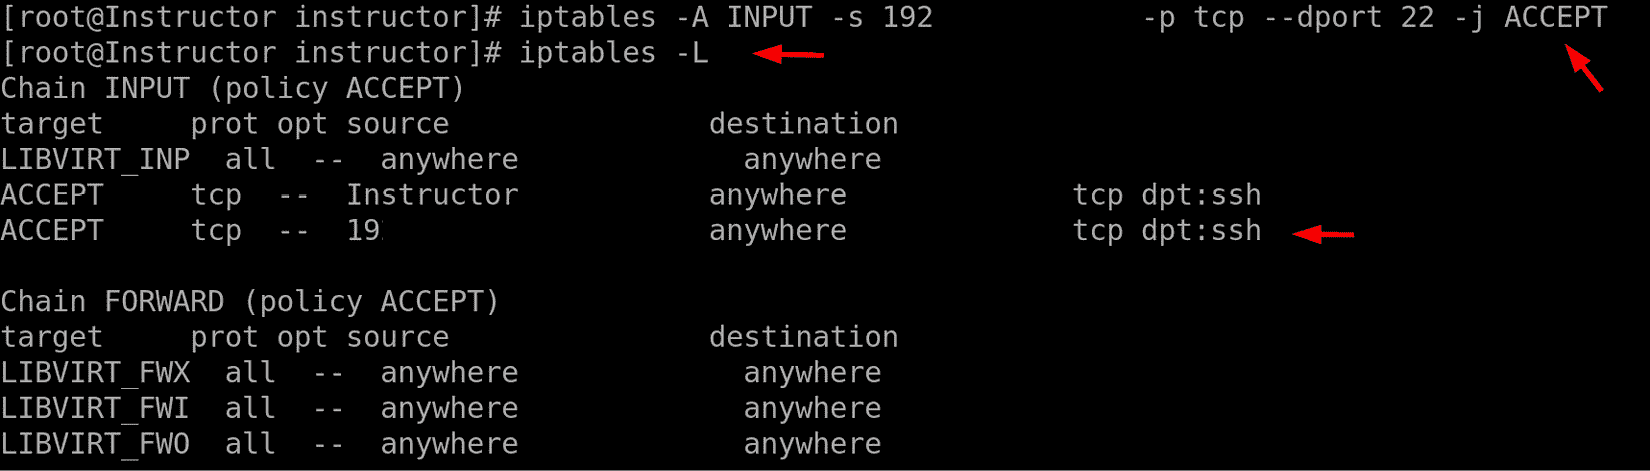 [root@Instructor instructor]# iptables -A INPUT -s 192 -p tcp --dport 22 -j ACCEPT
[root@Instructor instructor]# iptables -L
Chain INPUT (policy ACCEPT)
target prot opt source destination
LIBVIRT_INP all -- anywhere anywhere
ACCEPT tcp -- Instructor anywhere tcp dpt:ssh
ACCEPT tcp -- 19 anywhere tcp dpt:ssh
Chain FORWARD (policy ACCEPT)
target prot opt source destination
LIBVIRT_FWX all -- anywhere anywhere
LIBVIRT_FWI all -- anywhere anywhere
LIBVIRT_FWO all -- anywhere anywhere